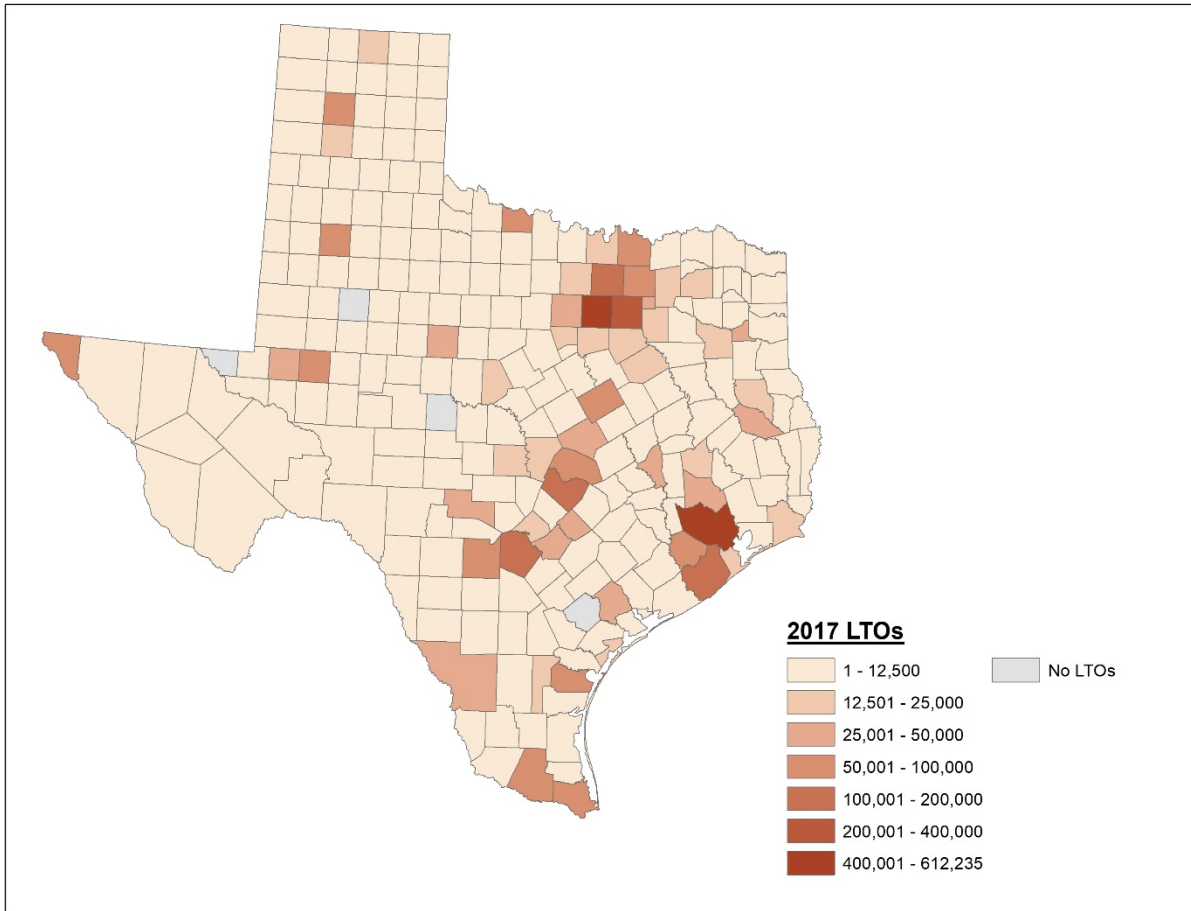 2017 LTOs
1 - 12,500
No LTOs
12,501 - 25,000
25,001 - 50,000
50,001 - 100,000
100,001 - 200,000
200,001 - 400,000
400,001 - 612,235